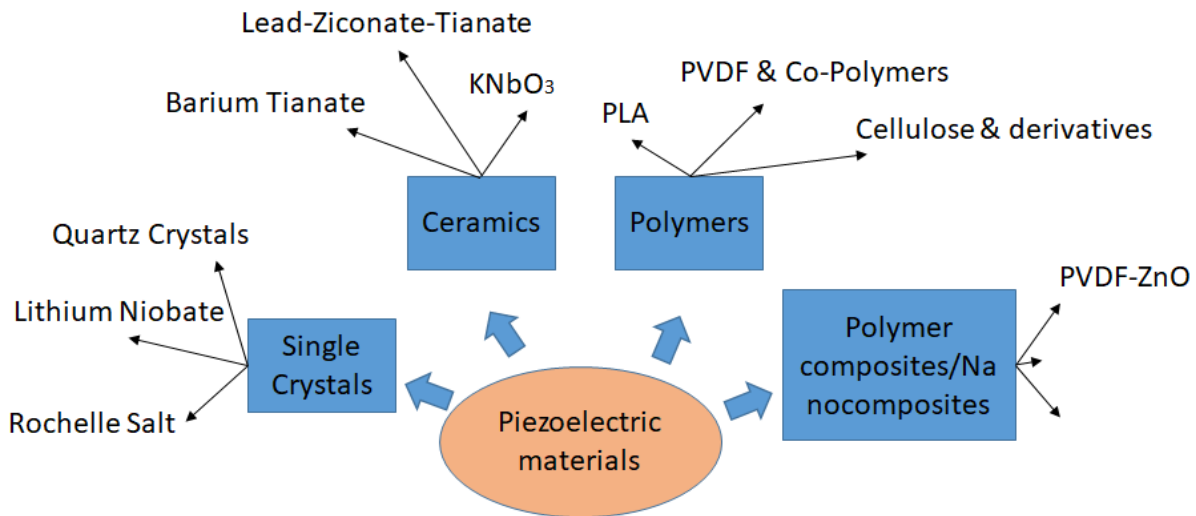 Lead-Ziconate-Tianate
KNbO₃
Barium Tianate
PVDF & Co-Polymers
PLA
Cellulose & derivatives
Ceramics
Polymers
Quartz Crystals
Lithium Niobate
Rochelle Salt
Single
Crystals
PVDF-ZnO
Polymer
composites/Na
nocomposites
Piezoelectric
materials